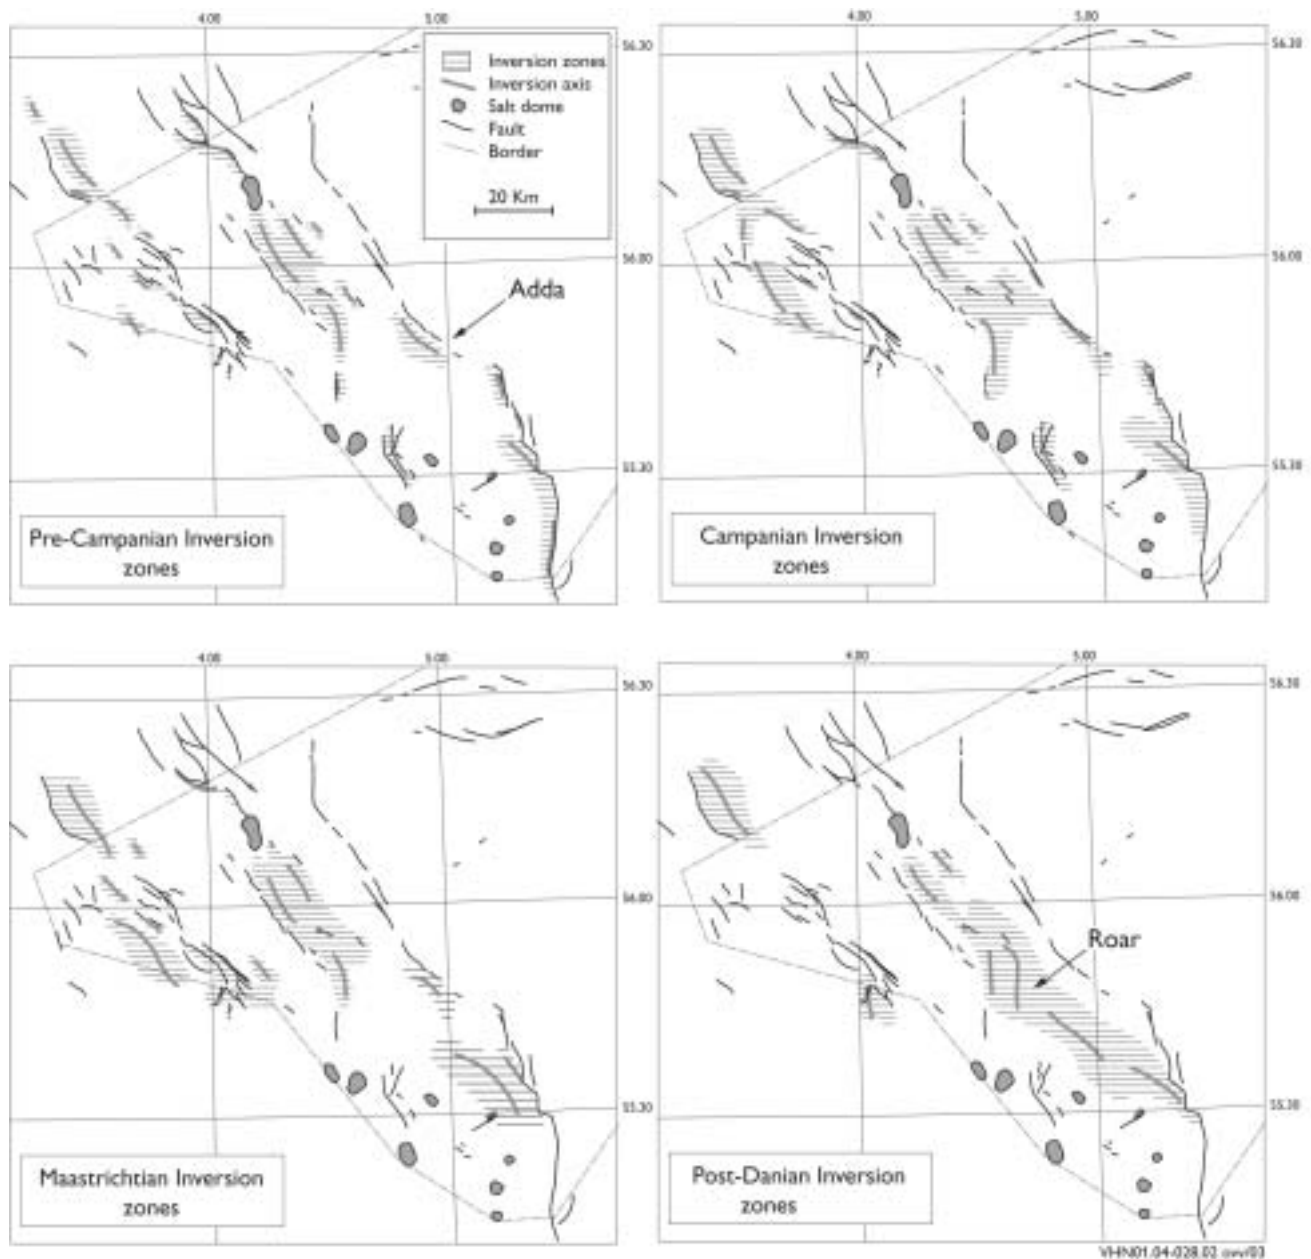 4.00 5.00
56.30
Inversion zones
Inversion axis
Salt dome
Fault
Border
20 Km
56.00
Adda
55.30
Pre-Campanian Inversion
zones
4.00 5.00
56.30
56.00
55.30
Campanian Inversion
zones
4.00 5.00
56.30
56.00
55.30
Maastrichtian Inversion
zones
4.00 5.00
56.30
56.00
Roar
55.30
Post-Danian Inversion
zones